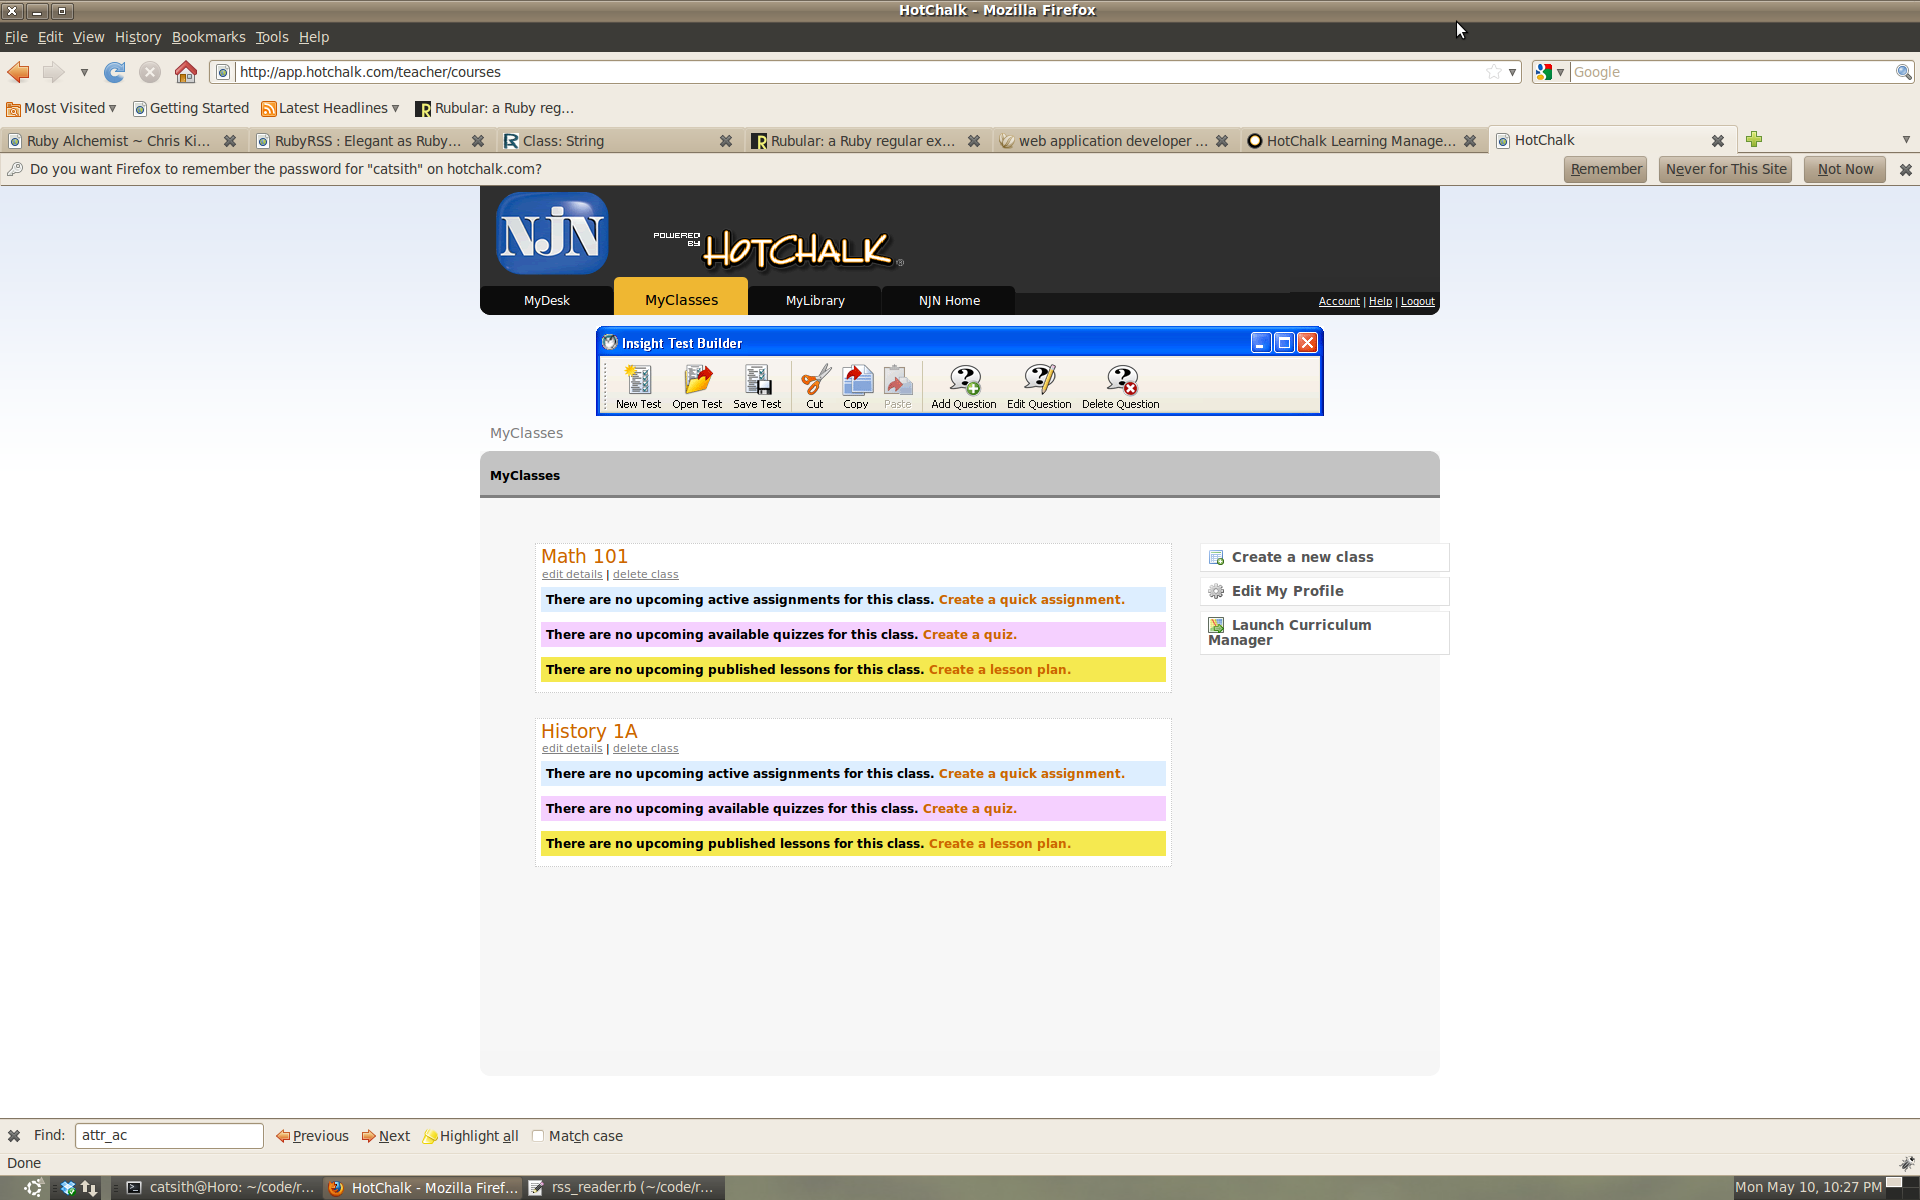 HotChalk - Mozilla Firefox
File Edit View History Bookmarks Tools Help
http://app.hotchalk.com/teacher/courses
Google
Most Visited Getting Started Latest Headlines Rubular: a Ruby reg...
Ruby Alchemist ~ Chris Ki... RubyRSS : Elegant as Ruby... Class: String Rubular: a Ruby regular ex... web application developer ... HotChalk Learning Manage... HotChalk
Do you want Firefox to remember the password for "catsith" on hotchalk.com? Remember Never for This Site Not Now
NJN POWERED BY HOTCHALK ®
MyDesk MyClasses MyLibrary NJN Home Account | Help | Logout
Insight Test Builder
New Test Open Test Save Test Cut Copy Paste Add Question Edit Question Delete Question
MyClasses
MyClasses
Math 101
edit details | delete class
There are no upcoming active assignments for this class. Create a quick assignment.
There are no upcoming available quizzes for this class. Create a quiz.
There are no upcoming published lessons for this class. Create a lesson plan.
History 1A
edit details | delete class
There are no upcoming active assignments for this class. Create a quick assignment.
There are no upcoming available quizzes for this class. Create a quiz.
There are no upcoming published lessons for this class. Create a lesson plan.
Create a new class
Edit My Profile
Launch Curriculum
Manager
Find: attr_ac Previous Next Highlight all Match case
Done
catsith@Horo: ~/code/r... HotChalk - Mozilla Firef... rss_reader.rb (~/code/r... Mon May 10, 10:27 PM